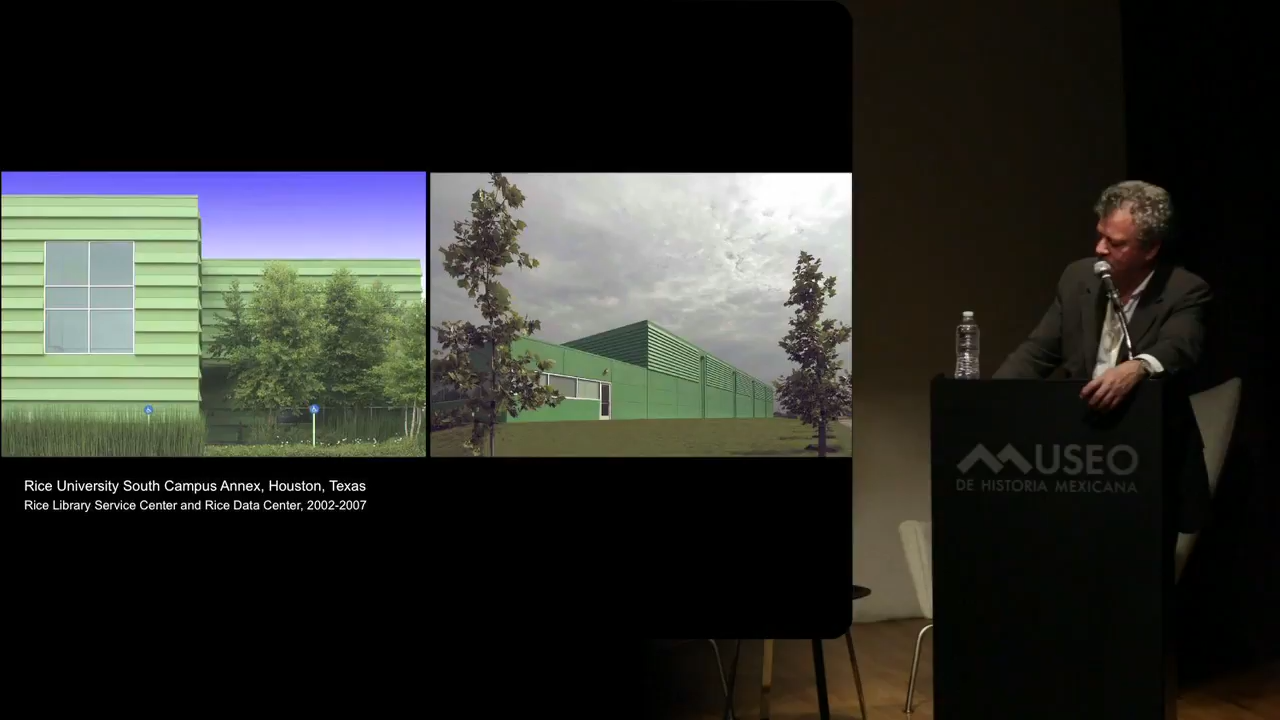 Rice University South Campus Annex, Houston, Texas
Rice Library Service Center and Rice Data Center, 2002-2007
MUSEO
DE HISTORIA MEXICANA